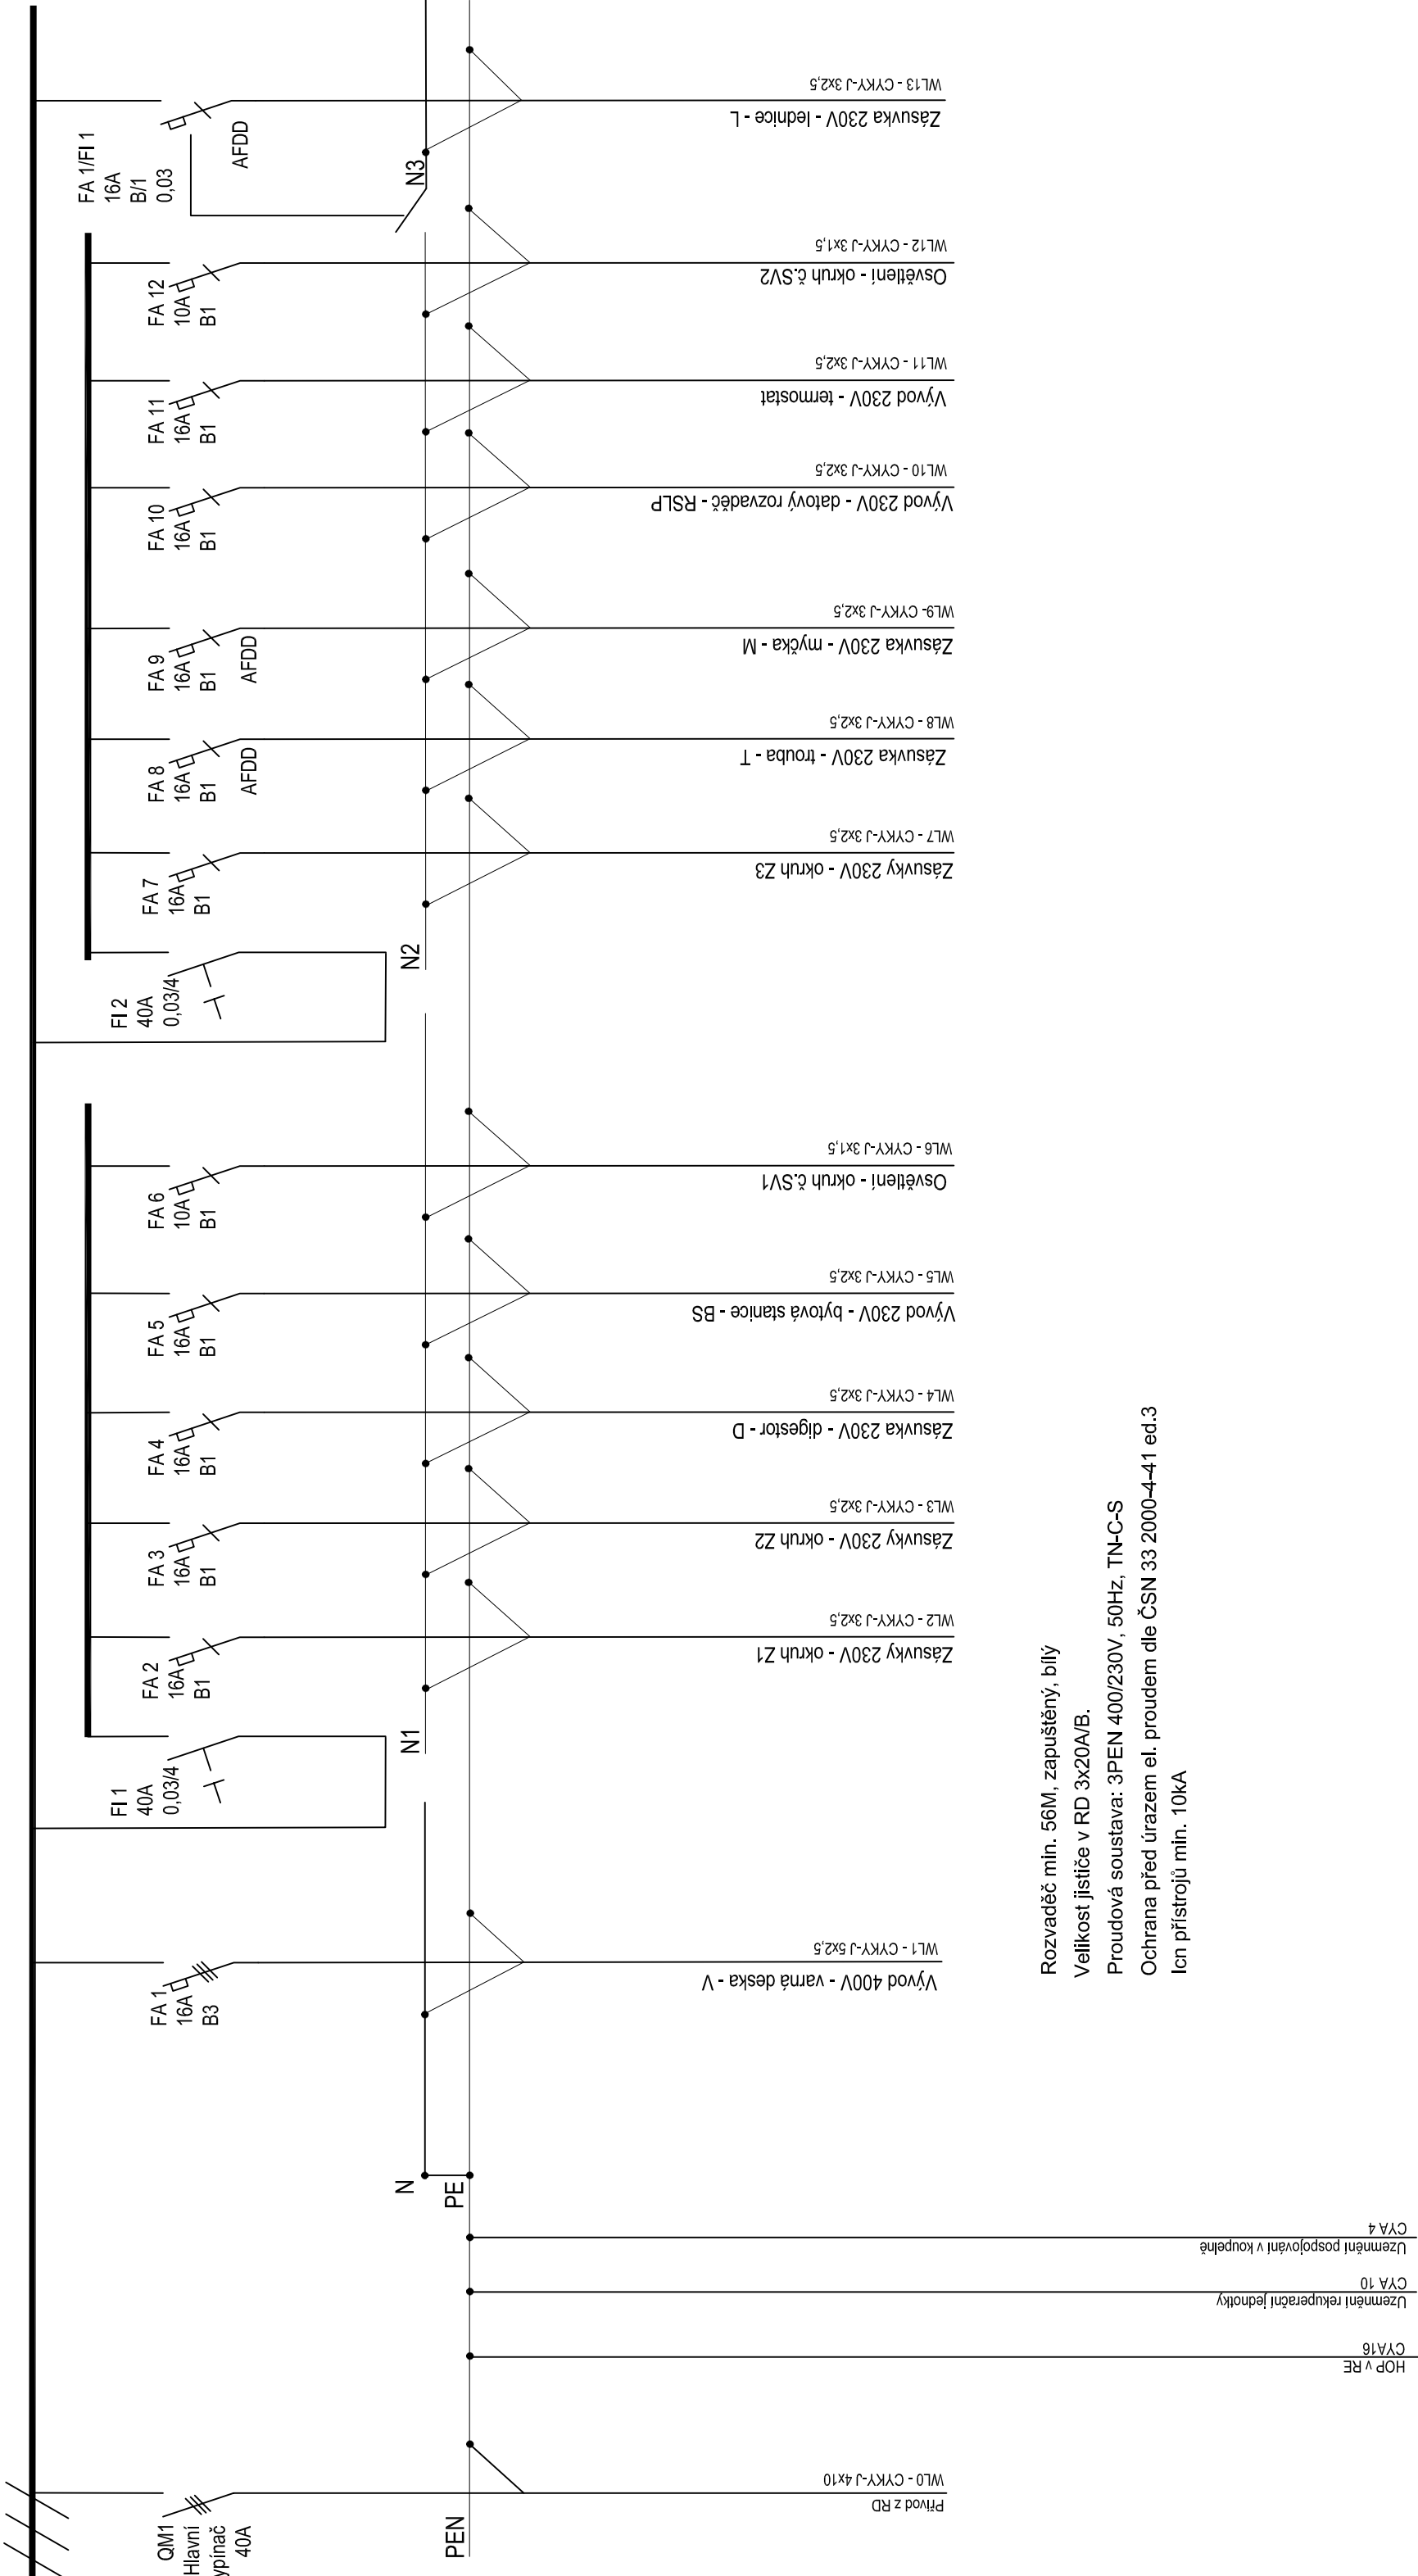 QM1
Hlavní
ypínač
40A
PEN
Přívod z RD
WL0 - CYKY-J 4x10
HOP v RE
CYA16
Uzemnění rekuperační jednotky
CYA 10
Uzemnění pospojování v koupelně
CYA 4
N
PE
FA 1
16A
B3
Vývod 400V - varná deska - V
WL1 - CYKY-J 5x2,5
FI 1
40A
0,03/4
N1
FA 2
16A
B1
Zásuvky 230V - okruh Z1
WL2 - CYKY-J 3x2,5
FA 3
16A
B1
Zásuvky 230V - okruh Z2
WL3 - CYKY-J 3x2,5
FA 4
16A
B1
Zásuvka 230V - digestor - D
WL4 - CYKY-J 3x2,5
FA 5
16A
B1
Vývod 230V - bytová stanice - BS
WL5 - CYKY-J 3x2,5
FA 6
10A
B1
Osvětlení - okruh č.SV1
WL6 - CYKY-J 3x1,5
FI 2
40A
0,03/4
N2
FA 7
16A
B1
Zásuvky 230V - okruh Z3
WL7 - CYKY-J 3x2,5
FA 8
16A
B1
AFDD
Zásuvka 230V - trouba - T
WL8 - CYKY-J 3x2,5
FA 9
16A
B1
AFDD
Zásuvka 230V - myčka - M
WL9- CYKY-J 3x2,5
FA 10
16A
B1
Vývod 230V - datový rozvaděč - RSLP
WL10 - CYKY-J 3x2,5
FA 11
16A
B1
Vývod 230V - termostat
WL11 - CYKY-J 3x2,5
FA 12
10A
B1
Osvětlení - okruh č.SV2
WL12 - CYKY-J 3x1,5
FA 1/FI 1
16A
B/1
0,03
AFDD
N3
Zásuvka 230V - lednice - L
WL13 - CYKY-J 3x2,5
Rozvaděč min. 56M, zapuštěný, bílý
Velikost jističe v RD 3x20A/B.
Proudová soustava: 3PEN 400/230V, 50Hz, TN-C-S
Ochrana před úrazem el. proudem dle ČSN 33 2000-4-41 ed.3
Icn přístrojů min. 10kA